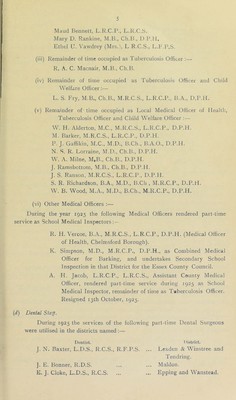 3
Maud Bennett, L.R.C.P., L.R.C.S.
Mary D. Rankine, M.B., Ch.B., D.P.H.
Ethel U. Vawdrey (Mrs.), L.R.C.S., L.F.P.S.
(iii) Remainder of time occupied as Tuberculosis Officer :—
R. A. C. Macnair, M.B., Ch.B.
(iv) Remainder of time occupied as Tuberculosis Officer and Child
Welfare Officer :—
L. S. Fry, M.B., Ch.B., M.R.C.S., L.R.C.P., B.A., D.P.H.
(v) Remainder of time occupied as Local Medical Officer of Health,
Tuberculosis Officer and Child Welfare Officer :—
W. H. Alderton, M.C., M.R.C.S., L.R.C.P., D.P.H.
M. Barker, M.R.C.S., L.R.C.P., D.P.H.
P. J. Gaffikin, M.C., M.D., B.Ch., B.A.O., D.P.H.
N. S. R. Lorraine, M.D., Ch.B., D.P.H.
W. A. Milne, M.B., Ch.B., D.P.H.
J. Ramsbottom, M.B., Ch.B., D.P.H.
J. S. Ranson, M.R.C.S., L.R.C.P., D.P.H.
S. R. Richardson, B.A., M.D., B.Ch., M.R.C.P., D.P.H.
W. B. Wood, M.A., M.D., B.Ch., M.R.C.P., D.P.H.
(vi) Other Medical Officers :—
During the year 1925 the following Medical Officers rendered part-time
service as School Medical Inspectors :—
R. H. Vercoe, B.A., M.R.C.S., L.R.C.P., D.P.H. (Medical Officer
of Health, Chelmsford Borough).
K. Simpson, M.D., M.R.C.P., D.P.H., as Combined Medical
Officer for Barking, and undertakes Secondary School
Inspection in that District for the Essex County Council.
A. H. Jacob, L.R.C.P., L.R.C.S., Assistant County Medical
Officer, rendered part-time service during 1925 as School
Medical Inspector, remainder of time as Tuberculosis Officer.
Resigned 13th October, 1925.
(f) Dental Staff.
During 1925 the services of the following part-time Dental Surgeons
were utilised in the districts named :—
Dentist. District.
J. N. Baxter, L.D.S., R.C.S., R.F.P.S. ... Lexden & Winstree and
Tendring.
J. E. Bonner, R.D.S. ... ... Maldon.
E. J. Cloke, L.D.S., R.C.S. ... ... Epping and Wanstead.